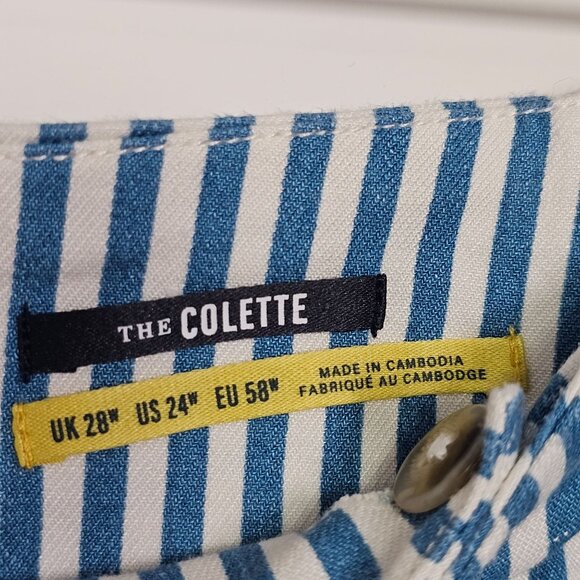 THE COLETTE
UK 28W US 24W EU 58W
MADE IN CAMBODIA
FABRIQUÉ AU CAMBODGE